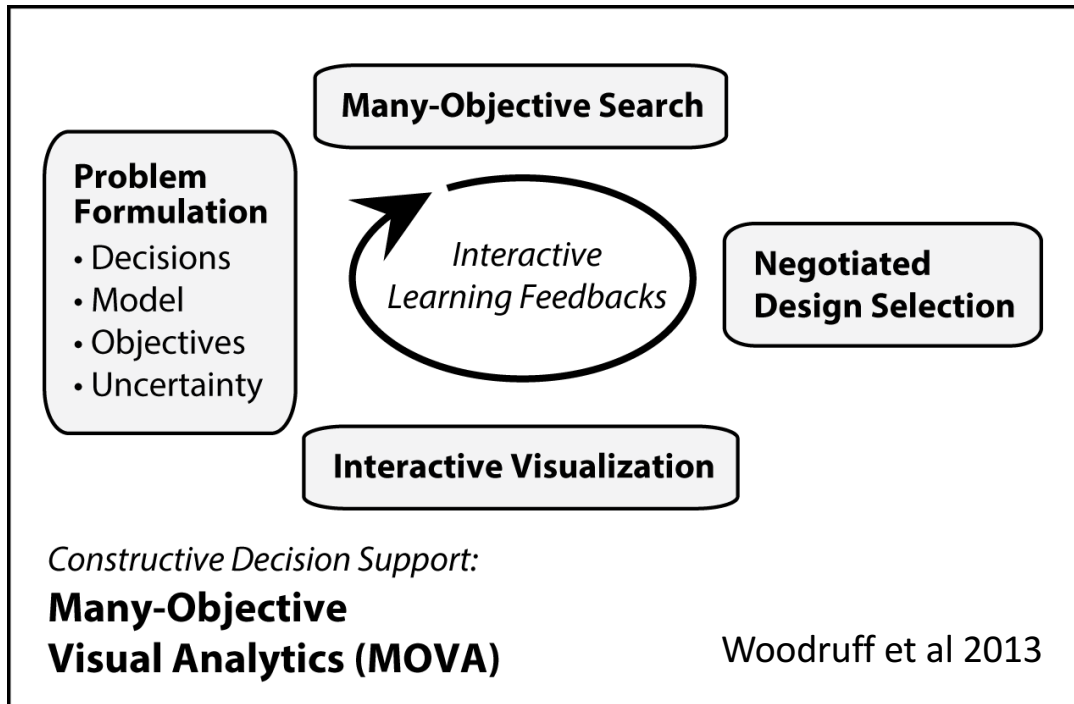 Many-Objective Search
Problem
Formulation
• Decisions
• Model
• Objectives
• Uncertainty
Interactive
Learning Feedbacks
Negotiated
Design Selection
Interactive Visualization
Constructive Decision Support:
Many-Objective
Visual Analytics (MOVA)
Woodruff et al 2013